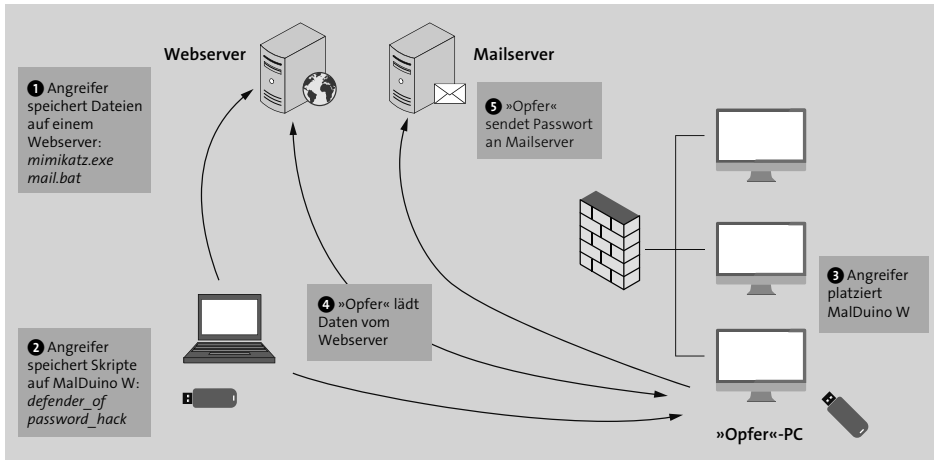 Webserver
Mailserver
❶ Angreifer
speichert Dateien
auf einem
Webserver:
mimikatz.exe
mail.bat
❺ »Opfer«
sendet Passwort
an Mailserver
❸ Angreifer
platziert
MalDuino W
❹ »Opfer« lädt
Daten vom
Webserver
❷ Angreifer
speichert Skripte
auf MalDuino W:
defender_of
password_hack
»Opfer«-PC